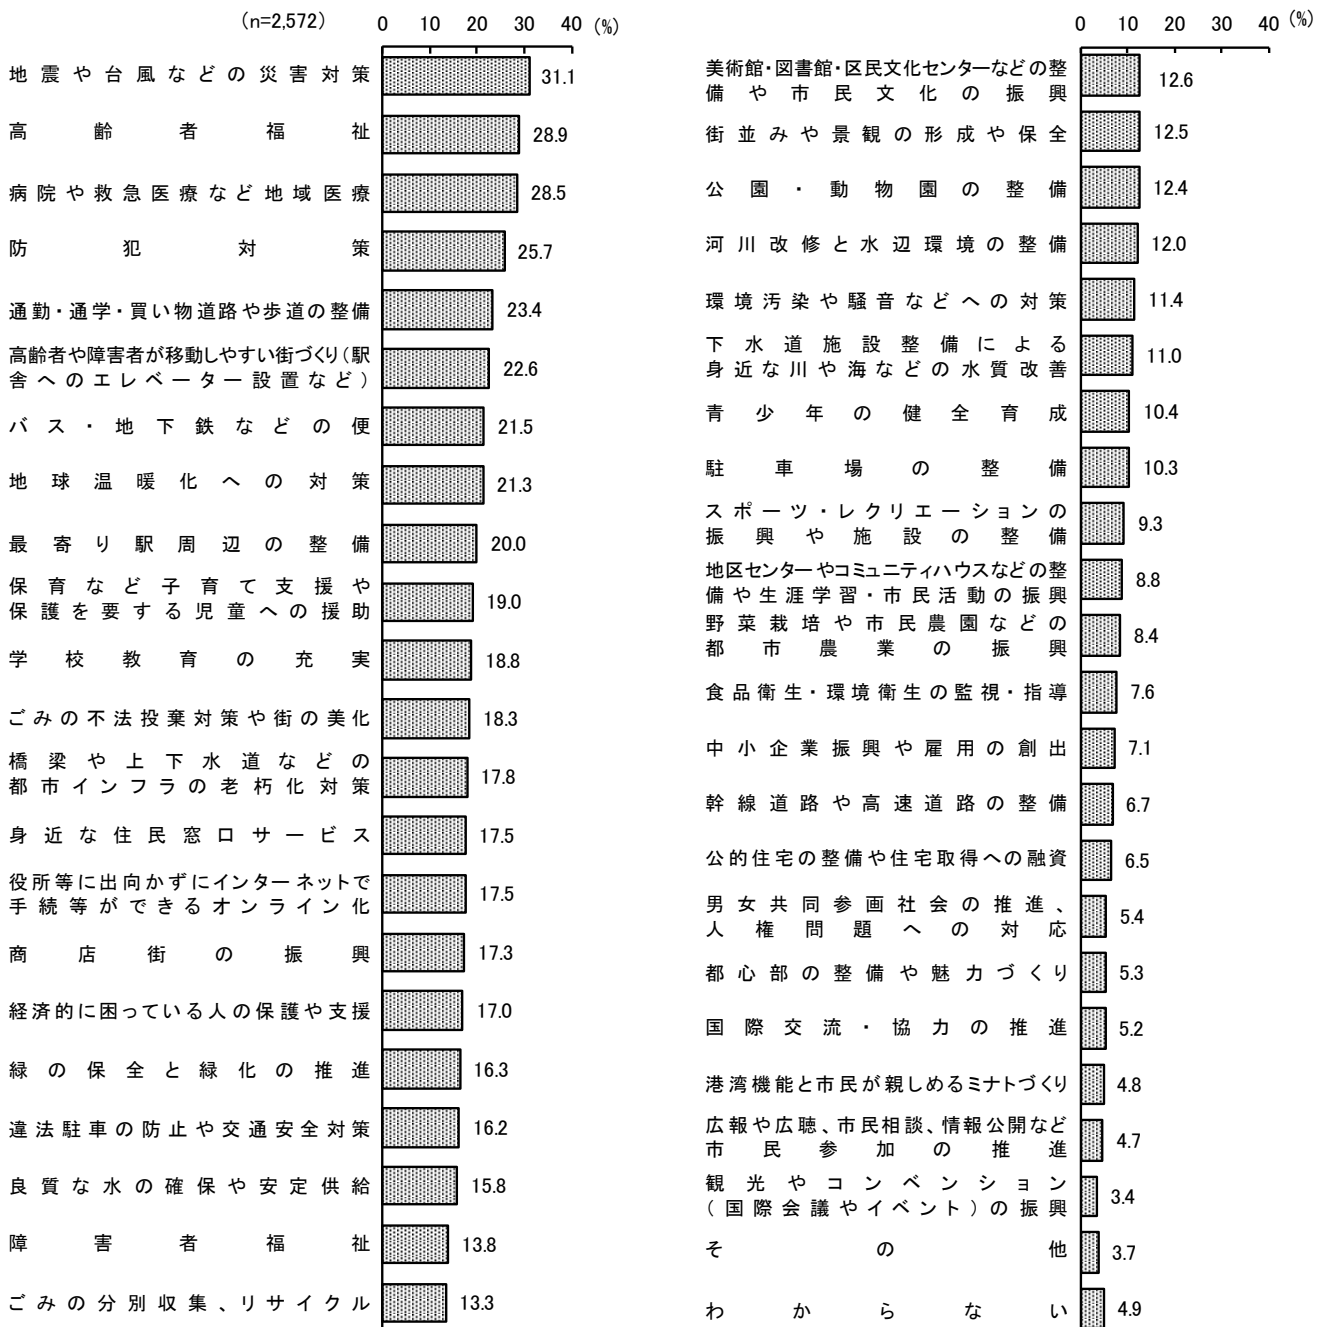 (n=2,572)
0 10 20 30 40 (%)
地震や台風などの災害対策 31.1
高齢者福祉 28.9
病院や救急医療など地域医療 28.5
防犯対策 25.7
通勤・通学・買い物道路や歩道の整備 23.4
高齢者や障害者が移動しやすい街づくり(駅
舎へのエレベーター設置など) 22.6
バス・地下鉄などの便 21.5
地球温暖化への対策 21.3
最寄り駅周辺の整備 20.0
保育など子育て支援や
保護を要する児童への援助 19.0
学校教育の充実 18.8
ごみの不法投棄対策や街の美化 18.3
橋梁や上下水道などの
都市インフラの老朽化対策 17.8
身近な住民窓口サービス 17.5
役所等に出向かずにインターネットで
手続等ができるオンライン化 17.5
商店街の振興 17.3
経済的に困っている人の保護や支援 17.0
緑の保全と緑化の推進 16.3
違法駐車の防止や交通安全対策 16.2
良質な水の確保や安定供給 15.8
障害者福祉 13.8
ごみの分別収集、リサイクル 13.3
0 10 20 30 40 (%)
美術館・図書館・区民文化センターなどの整
備や市民文化の振興 12.6
街並みや景観の形成や保全 12.5
公園・動物園の整備 12.4
河川改修と水辺環境の整備 12.0
環境汚染や騒音などへの対策 11.4
下水道施設整備による
身近な川や海などの水質改善 11.0
青少年の健全育成 10.4
駐車場の整備 10.3
スポーツ・レクリエーションの
振興や施設の整備 9.3
地区センターやコミュニティハウスなどの整
備や生涯学習・市民活動の振興 8.8
野菜栽培や市民農園などの
都市農業の振興 8.4
食品衛生・環境衛生の監視・指導 7.6
中小企業振興や雇用の創出 7.1
幹線道路や高速道路の整備 6.7
公的住宅の整備や住宅取得への融資 6.5
男女共同参画社会の推進、
人権問題への対応 5.4
都心部の整備や魅力づくり 5.3
国際交流・協力の推進 5.2
港湾機能と市民が親しめるミナトづくり 4.8
広報や広聴、市民相談、情報公開など
市民参加の推進 4.7
観光やコンベンション
(国際会議やイベント)の振興 3.4
その他 3.7
わからない 4.9